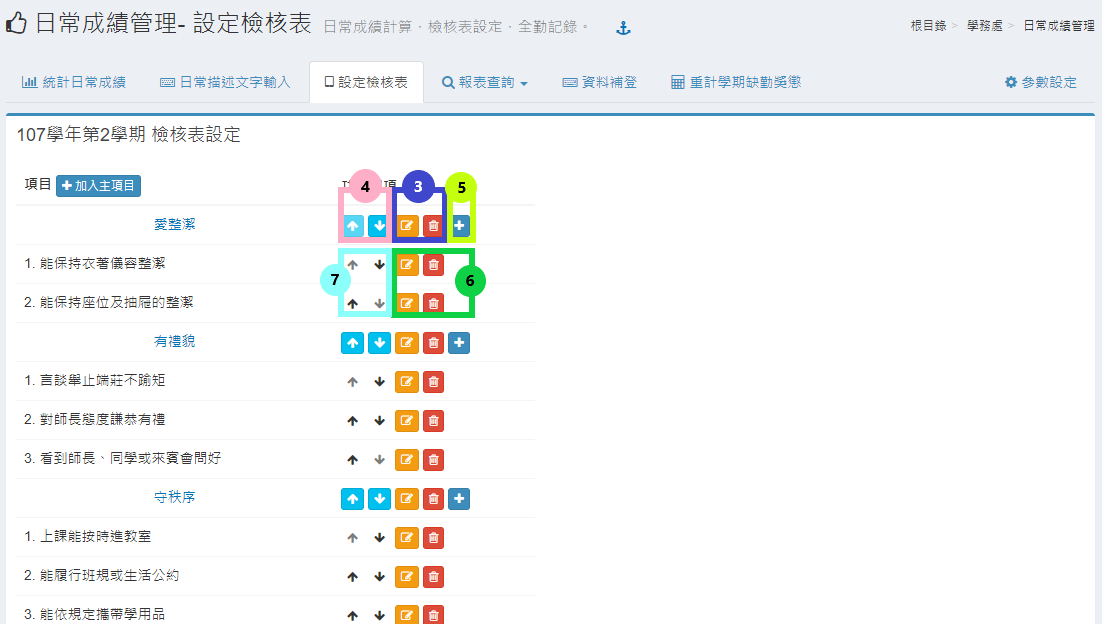 日常成績管理- 設定檢核表 日常成績計算．檢核表設定．全勤記錄。
根目錄 > 學務處 > 日常成績管理
統計日常成績 日常描述文字輸入 設定檢核表 報表查詢 資料補登 重計學期缺勤獎懲 參數設定
107學年第2學期 檢核表設定
項目 加入主項目 項
4 3 5
愛整潔
1. 能保持衣著儀容整潔
7 6
2. 能保持座位及抽屜的整潔
有禮貌
1. 言談舉止端莊不踰短
2. 對師長態度謙恭有禮
3. 看到師長、同學或來賓會問好
守秩序
1. 上課能按時進教室
2. 能履行班規或生活公約
3. 能依規定攜帶學用品